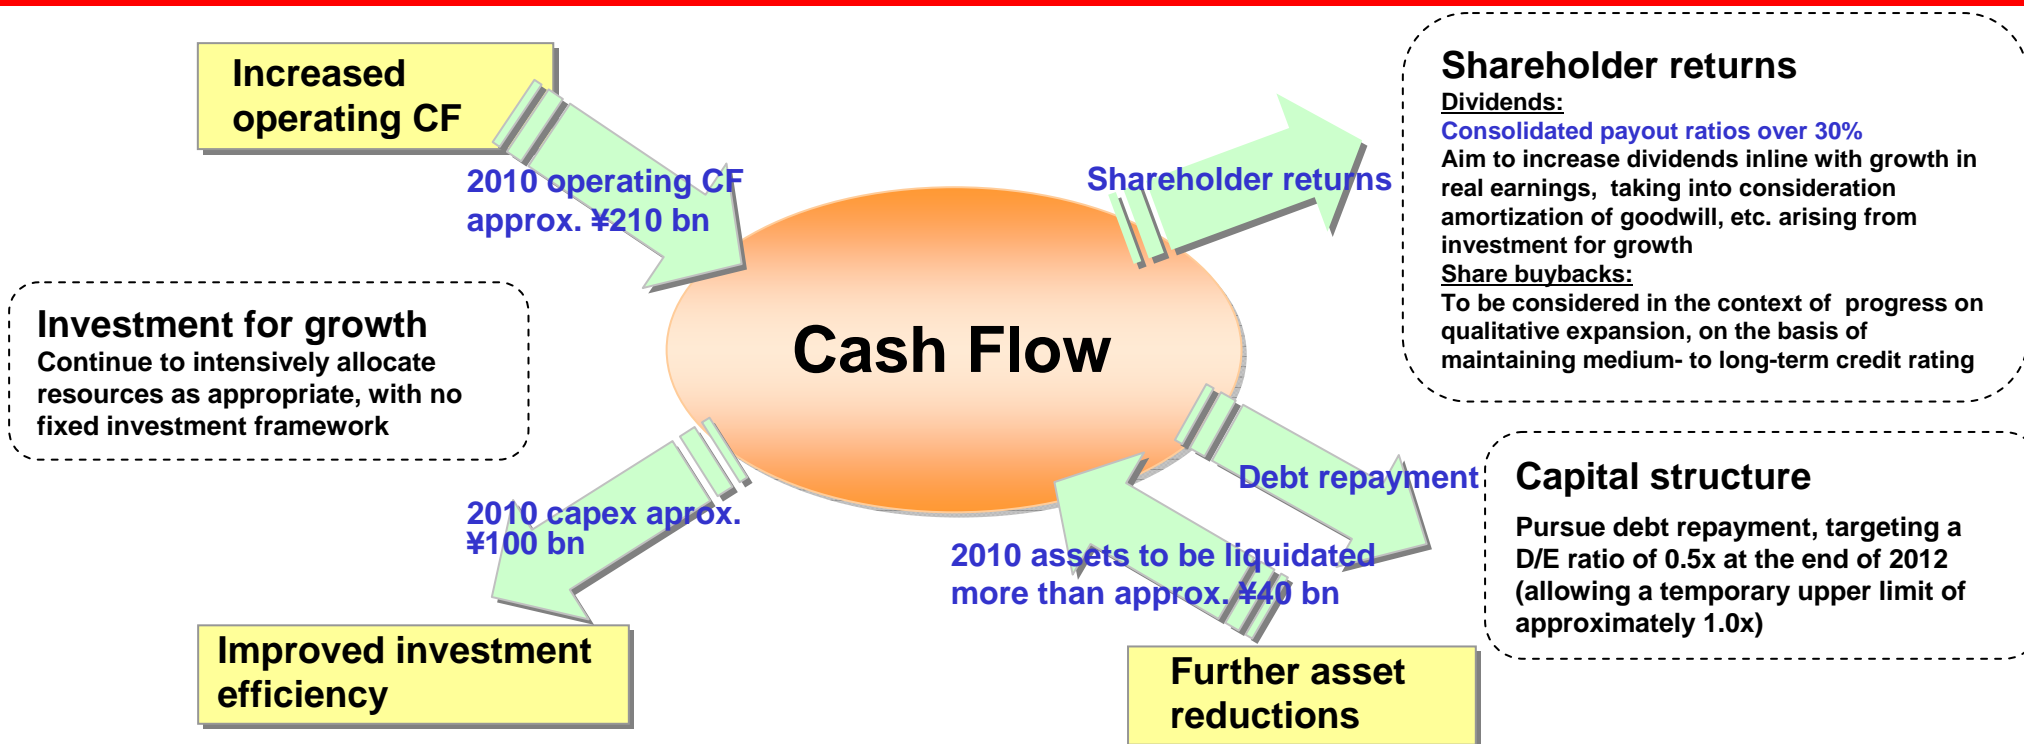 Increased
operating CF
2010 operating CF
approx. ¥210 bn
Investment for growth
Continue to intensively allocate
resources as appropriate, with no
fixed investment framework
2010 capex aprox.
¥100 bn
Improved investment
efficiency
Cash Flow
Shareholder returns
Shareholder returns
Dividends:
Consolidated payout ratios over 30%
Aim to increase dividends inline with growth in
real earnings, taking into consideration
amortization of goodwill, etc. arising from
investment for growth
Share buybacks:
To be considered in the context of progress on
qualitative expansion, on the basis of
maintaining medium- to long-term credit rating
Debt repayment
Capital structure
Pursue debt repayment, targeting a
D/E ratio of 0.5x at the end of 2012
(allowing a temporary upper limit of
approximately 1.0x)
2010 assets to be liquidated
more than approx. ¥40 bn
Further asset
reductions